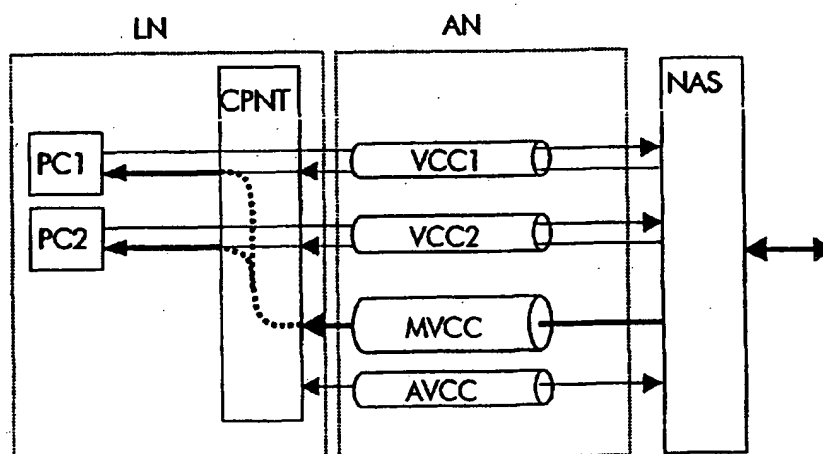 LN
AN
CPNT
NAS
PC1
VCC1
PC2
VCC2
MVCC
AVCC